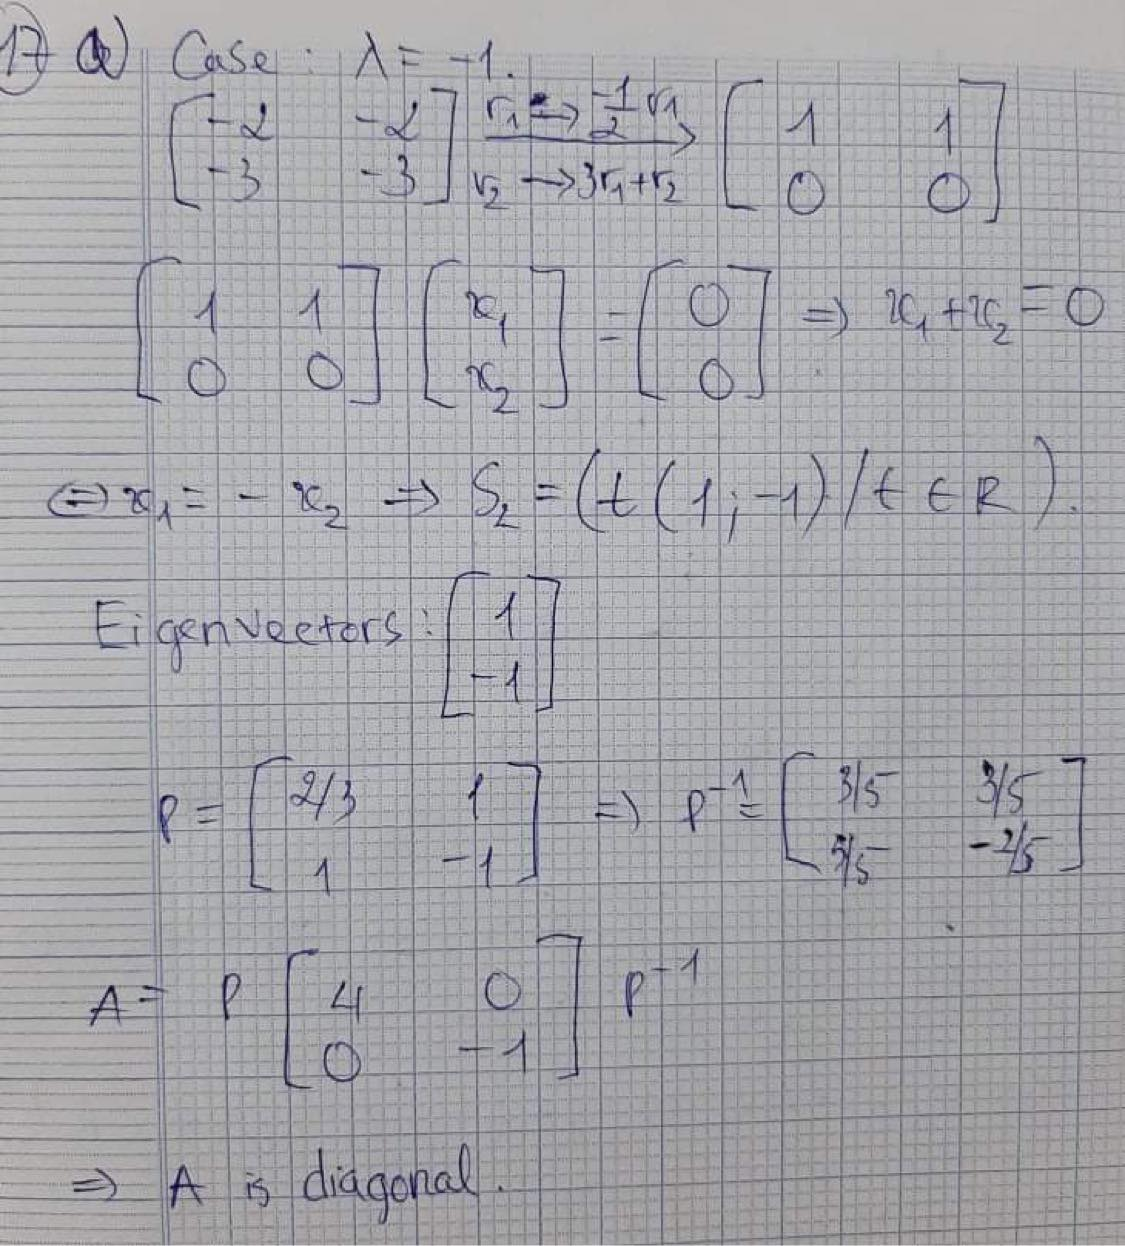 17 a) Case : λ = -1.
[-2 -2; -3 -3] r₁ → -1/2 r₁, r₂ → 3r₁+r₂ → [1 1; 0 0]
[1 1; 0 0] [x₁; x₂] = [0; 0] ⇒ x₁ + x₂ = 0
⇔ x₁ = - x₂ ⇒ S₂ = (t(1;-1)/t ∈ R).
Eigenvectors : [1; -1]
P = [2/3 1; 1 -1] ⇒ P⁻¹ = [3/5 3/5; 3/5 -2/5]
A = P [4 0; 0 -1] P⁻¹
⇒ A is diagonal.